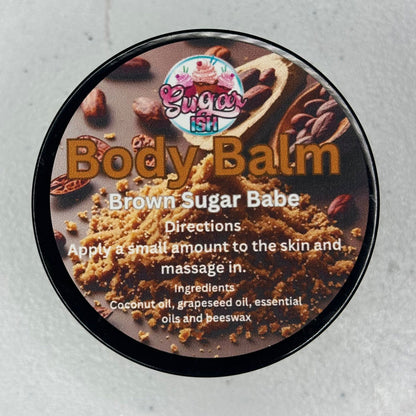 Sugar
ISH
Body Balm
Brown Sugar Babe
Directions
Apply a small amount to the skin and
massage in.
Ingredients
Coconut oil, grapeseed oil, essential
oils and beeswax